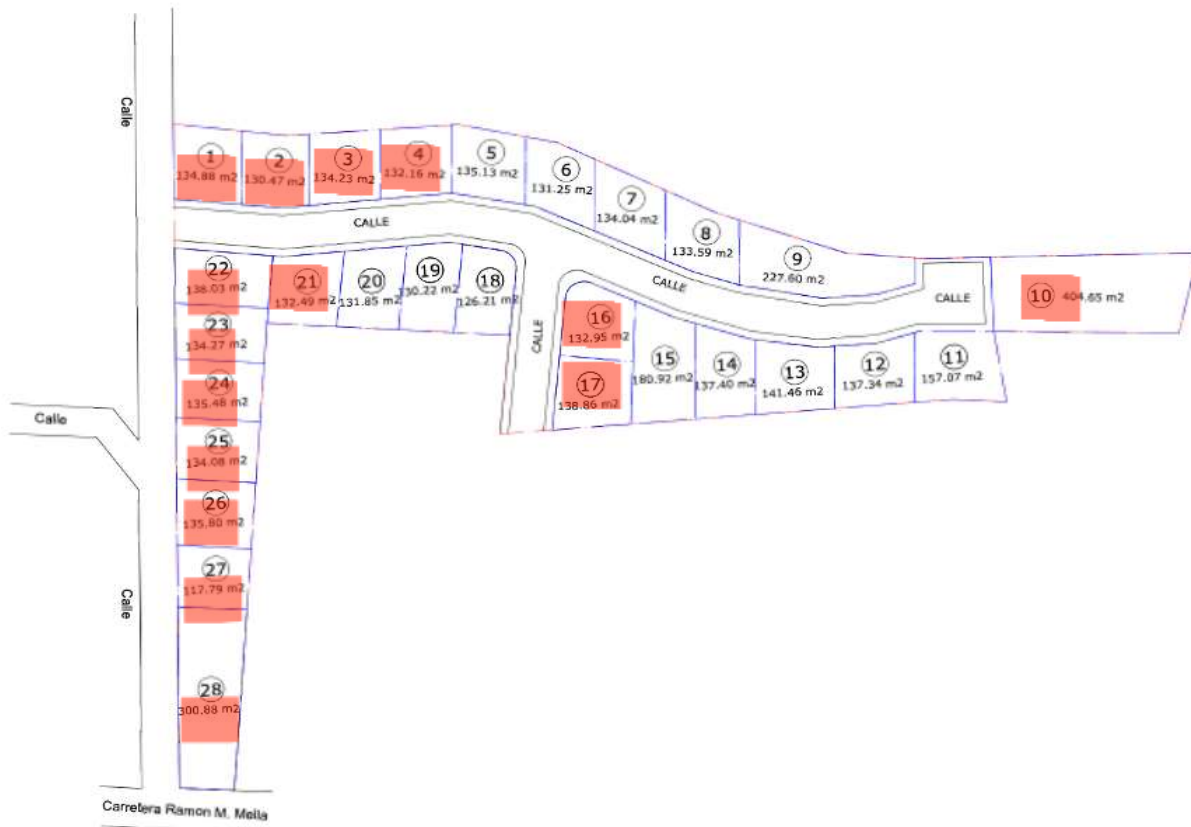 Calle
1
134.88 m2
2
130.47 m2
3
134.23 m2
4
132.16 m2
5
135.13 m2
6
131.25 m2
7
134.04 m2
8
133.59 m2
9
227.60 m2
CALLE
CALLE
CALLE
10
404.65 m2
22
138.03 m2
21
132.49 m2
20
131.85 m2
19
130.22 m2
18
126.21 m2
CALLE
16
132.95 m2
17
138.86 m2
15
180.92 m2
14
137.40 m2
13
141.46 m2
12
137.34 m2
11
157.07 m2
23
134.27 m2
24
135.48 m2
Calle
25
134.08 m2
26
135.80 m2
27
117.79 m2
Calle
28
300.88 m2
Carretera Ramon M. Mella